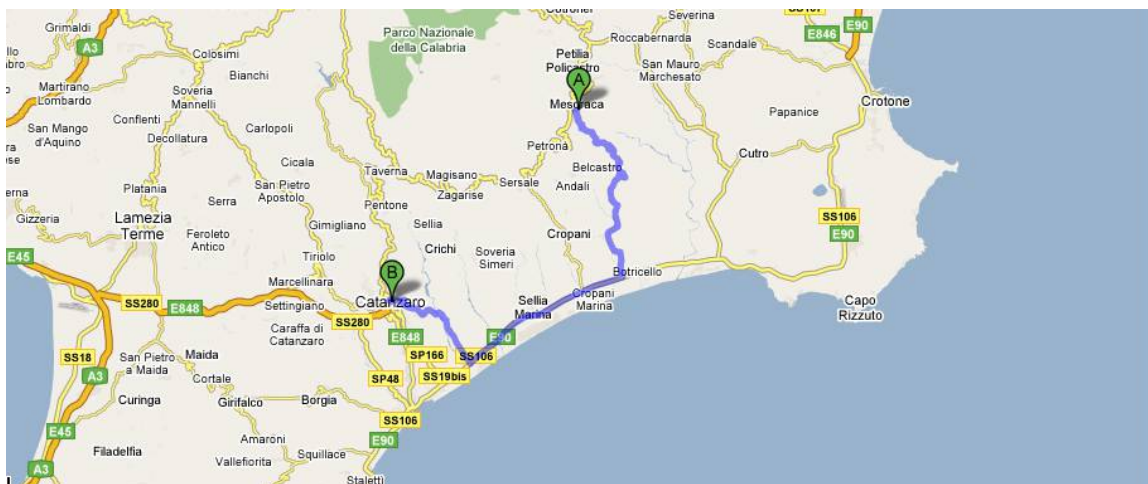 Grimaldi
Cotronei
Severina
SS107
Parco Nazionale
della Calabria
Roccabernarda
E846
A3
Colosimi
Petilia
Policastro
Scandale
Bianchi
San Mauro
Marchesato
Martirano
Lombardo
Soveria
Mannelli
A
Mesoraca
Crotone
Conflenti
Carlopoli
Papanice
San Mango
d'Aquino
Decollatura
Petronà
Cutro
Cicala
Taverna
Magisano
Belcastro
Platania
San Pietro
Apostolo
Zagarise
Sersale
Andali
Serra
Pentone
Gizzeria
Lamezia
Terme
Feroleto
Antico
Gimigliano
Sellia
SS106
Crichi
Cropani
E90
Tiriolo
Soveria
Simeri
E45
B
Botricello
Marcellinara
Catanzaro
Cropani
Marina
SS280
E848
Settingiano
Sellia
Marina
Capo
Rizzuto
SS280
Caraffa di
Catanzaro
E848
E90
SS18
San Pietro
a Maida
Maida
SP166
SS106
A3
Cortale
SP48
SS19bis
Curinga
Girifalco
Borgia
SS106
E45
Amaroni
E90
Filadelfia
Squillace
A3
Vallefiorita
Stalettì